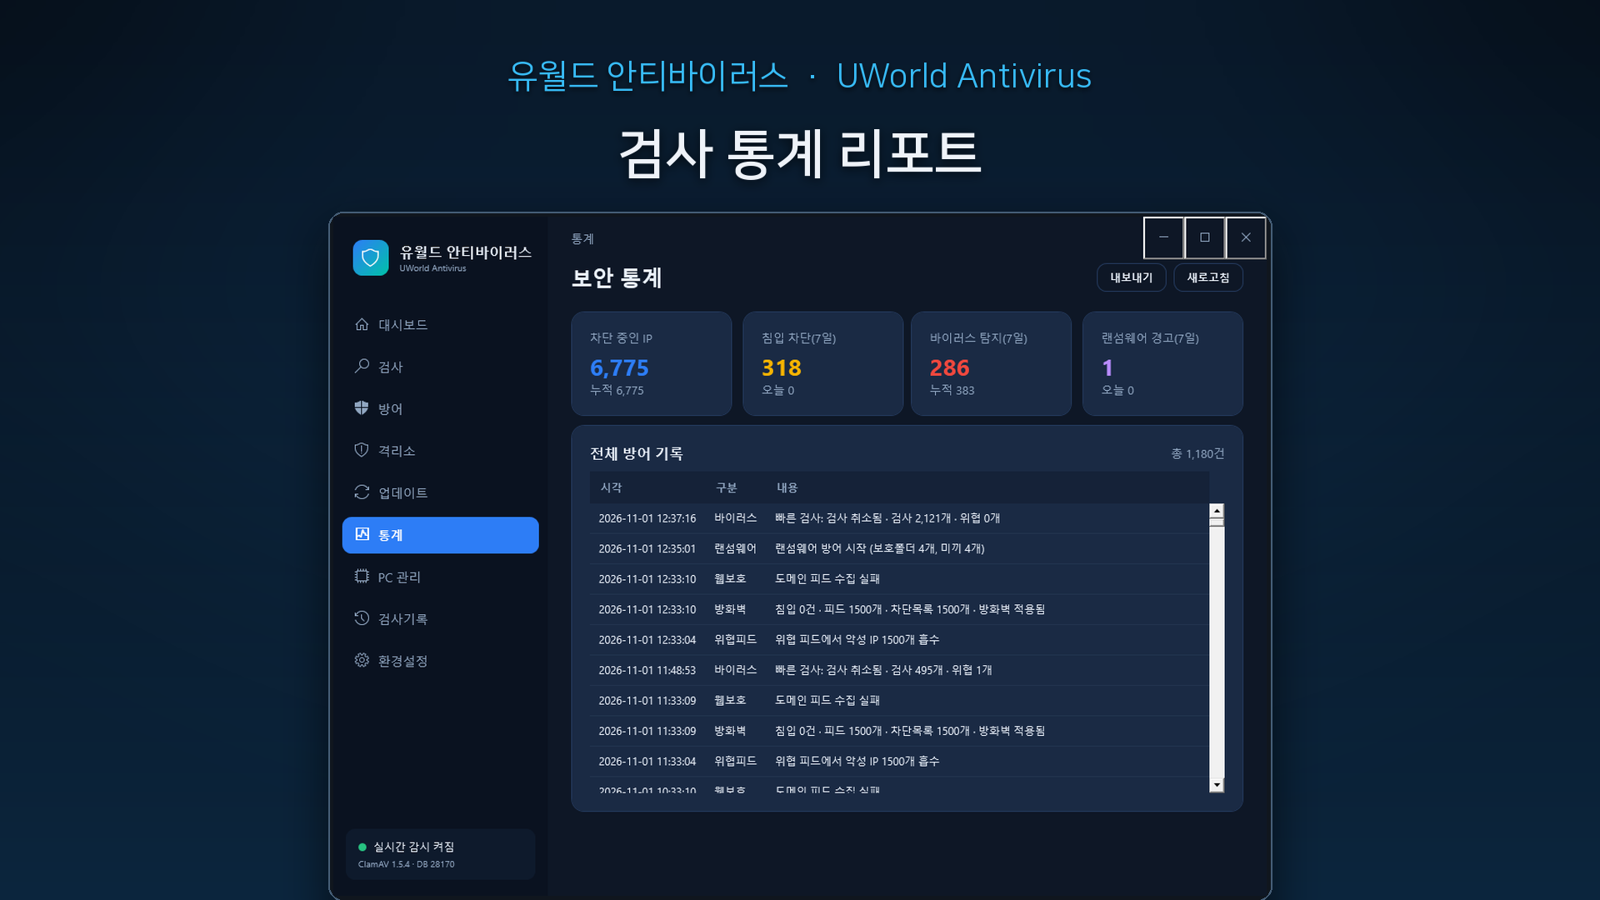 유월드 안티바이러스 · UWorld Antivirus
검사 통계 리포트
유월드 안티바이러스
UWorld Antivirus
대시보드
검사
방어
격리소
업데이트
통계
PC 관리
검사기록
환경설정
실시간 감시 켜짐
ClamAV 1.5.4 · DB 28170
통계
보안 통계
내보내기 새로고침
차단 중인 IP
6,775
누적 6,775
침입 차단(7일)
318
오늘 0
바이러스 탐지(7일)
286
누적 383
랜섬웨어 경고(7일)
1
오늘 0
전체 방어 기록 총 1,180건
시각 구분 내용
2026-11-01 12:37:16 바이러스 빠른 검사: 검사 취소됨 · 검사 2,121개 · 위협 0개
2026-11-01 12:35:01 랜섬웨어 랜섬웨어 방어 시작 (보호폴더 4개, 미끼 4개)
2026-11-01 12:33:10 웹보호 도메인 피드 수집 실패
2026-11-01 12:33:10 방화벽 침입 0건 · 피드 1500개 · 차단목록 1500개 · 방화벽 적용됨
2026-11-01 12:33:04 위협피드 위협 피드에서 악성 IP 1500개 흡수
2026-11-01 11:48:53 바이러스 빠른 검사: 검사 취소됨 · 검사 495개 · 위협 1개
2026-11-01 11:33:09 웹보호 도메인 피드 수집 실패
2026-11-01 11:33:09 방화벽 침입 0건 · 피드 1500개 · 차단목록 1500개 · 방화벽 적용됨
2026-11-01 11:33:04 위협피드 위협 피드에서 악성 IP 1500개 흡수
2026-11-01 10:33:10 웹보호 도메인 피드 수집 실패